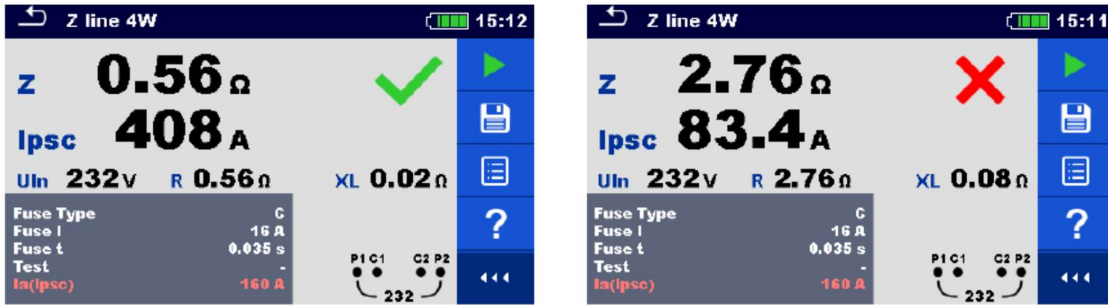 Z line 4W 15:12
Z 0.56 Ω
Ipsc 408 A
Uln 232 V R 0.56 Ω XL 0.02 Ω
Fuse Type C
Fuse I 16 A
Fuse t 0.035 s
Test -
Ia(Ipsc) 160 A
P1 C1 C2 P2
232
?
Z line 4W 15:11
Z 2.76 Ω
Ipsc 83.4 A
Uln 232 V R 2.76 Ω XL 0.08 Ω
Fuse Type C
Fuse I 16 A
Fuse t 0.035 s
Test -
Ia(Ipsc) 160 A
P1 C1 C2 P2
232
?